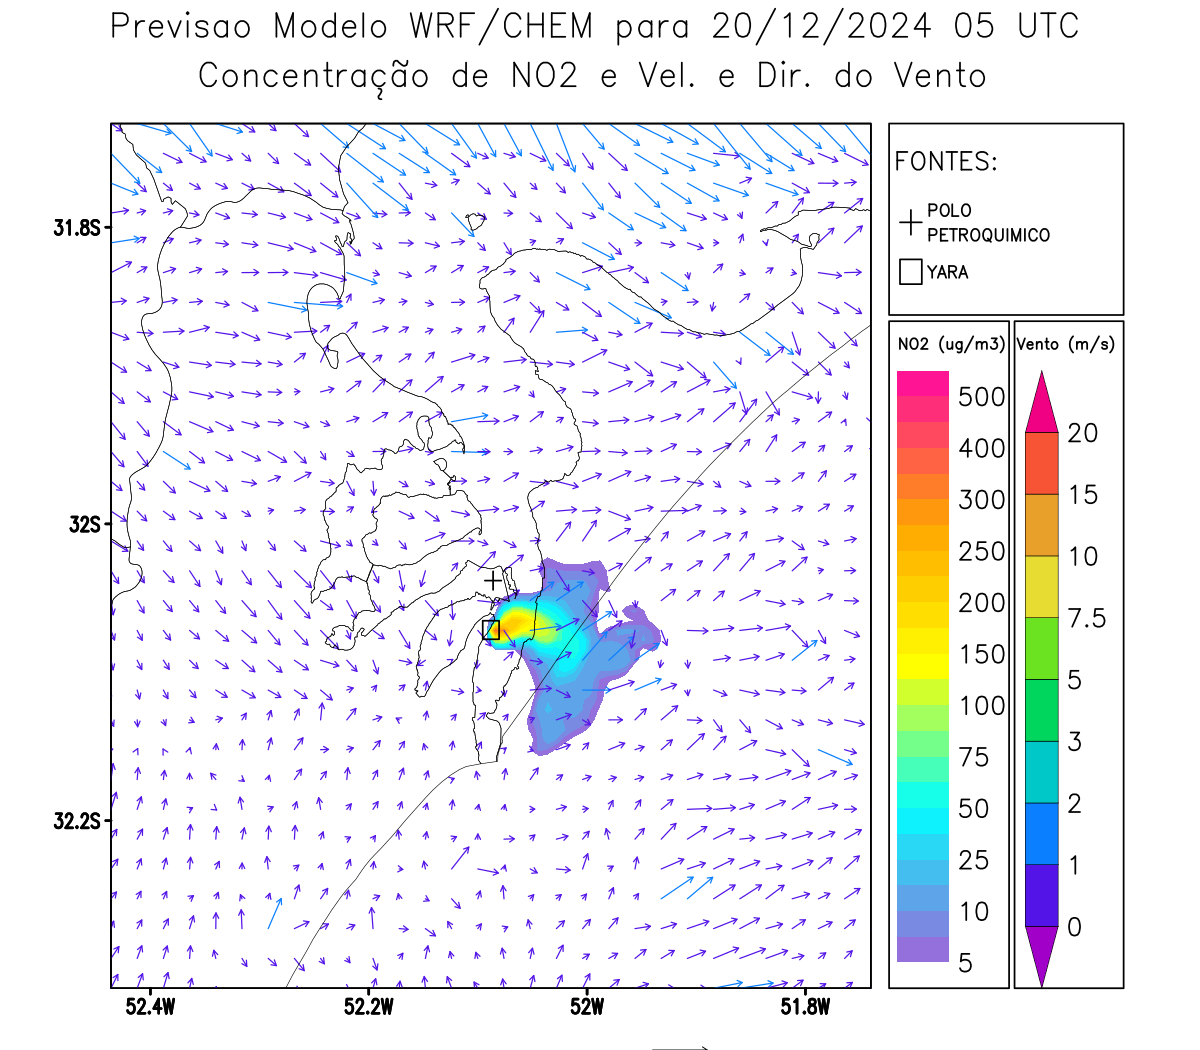 Previsao Modelo WRF/CHEM para 20/12/2024 05 UTC
Concentração de NO2 e Vel. e Dir. do Vento
FONTES:
POLO
PETROQUIMICO
YARA
31.8S
32S
32.2S
52.4W
52.2W
52W
51.8W
NO2 (ug/m3)
500
400
300
250
200
150
100
75
50
25
10
5
Vento (m/s)
20
15
10
7.5
5
3
2
1
0